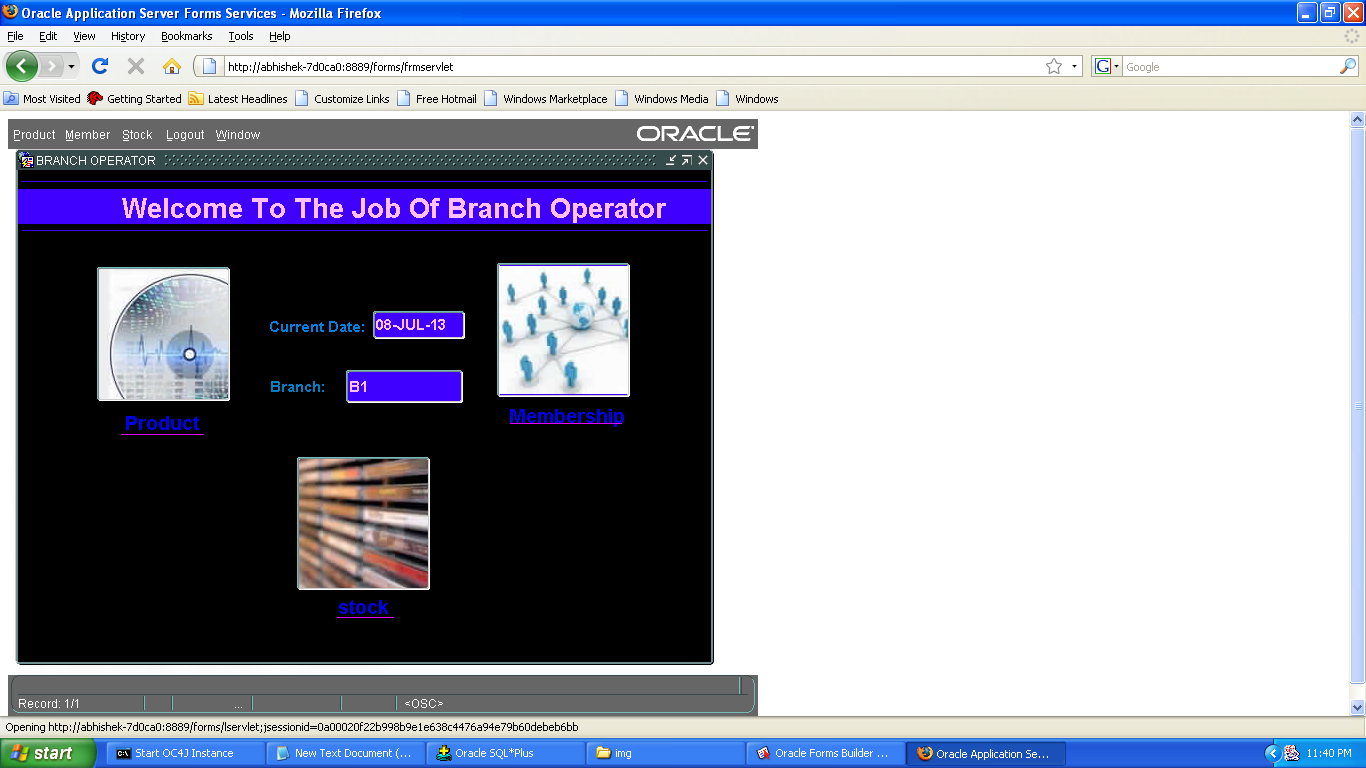 Oracle Application Server Forms Services - Mozilla Firefox
File Edit View History Bookmarks Tools Help
http://abhishek-7d0ca0:8889/forms/frmservlet
G Google
Most Visited Getting Started Latest Headlines Customize Links Free Hotmail Windows Marketplace Windows Media Windows
Product Member Stock Logout Window ORACLE
BRANCH OPERATOR
Welcome To The Job Of Branch Operator
Current Date: 08-JUL-13
Branch: B1
Product
Membership
stock
Record: 1/1 ... <OSC>
Opening http://abhishek-7d0ca0:8889/forms/lservlet;jsessionid=0a00020f22b998b9e1e638c4476a94e79b60debeb6bb
start Start OC4J Instance New Text Document (... Oracle SQL*Plus img Oracle Forms Builder ... Oracle Application Se... 11:40 PM